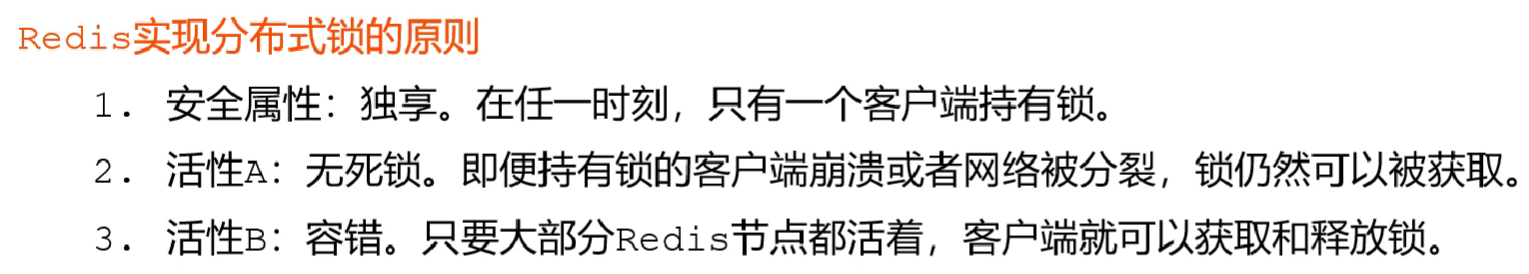 Redis实现分布式锁的原则
1. 安全属性：独享。在任一时刻，只有一个客户端持有锁。
2. 活性A：无死锁。即便持有锁的客户端崩溃或者网络被分裂，锁仍然可以被获取。
3. 活性B：容错。只要大部分Redis节点都活着，客户端就可以获取和释放锁。